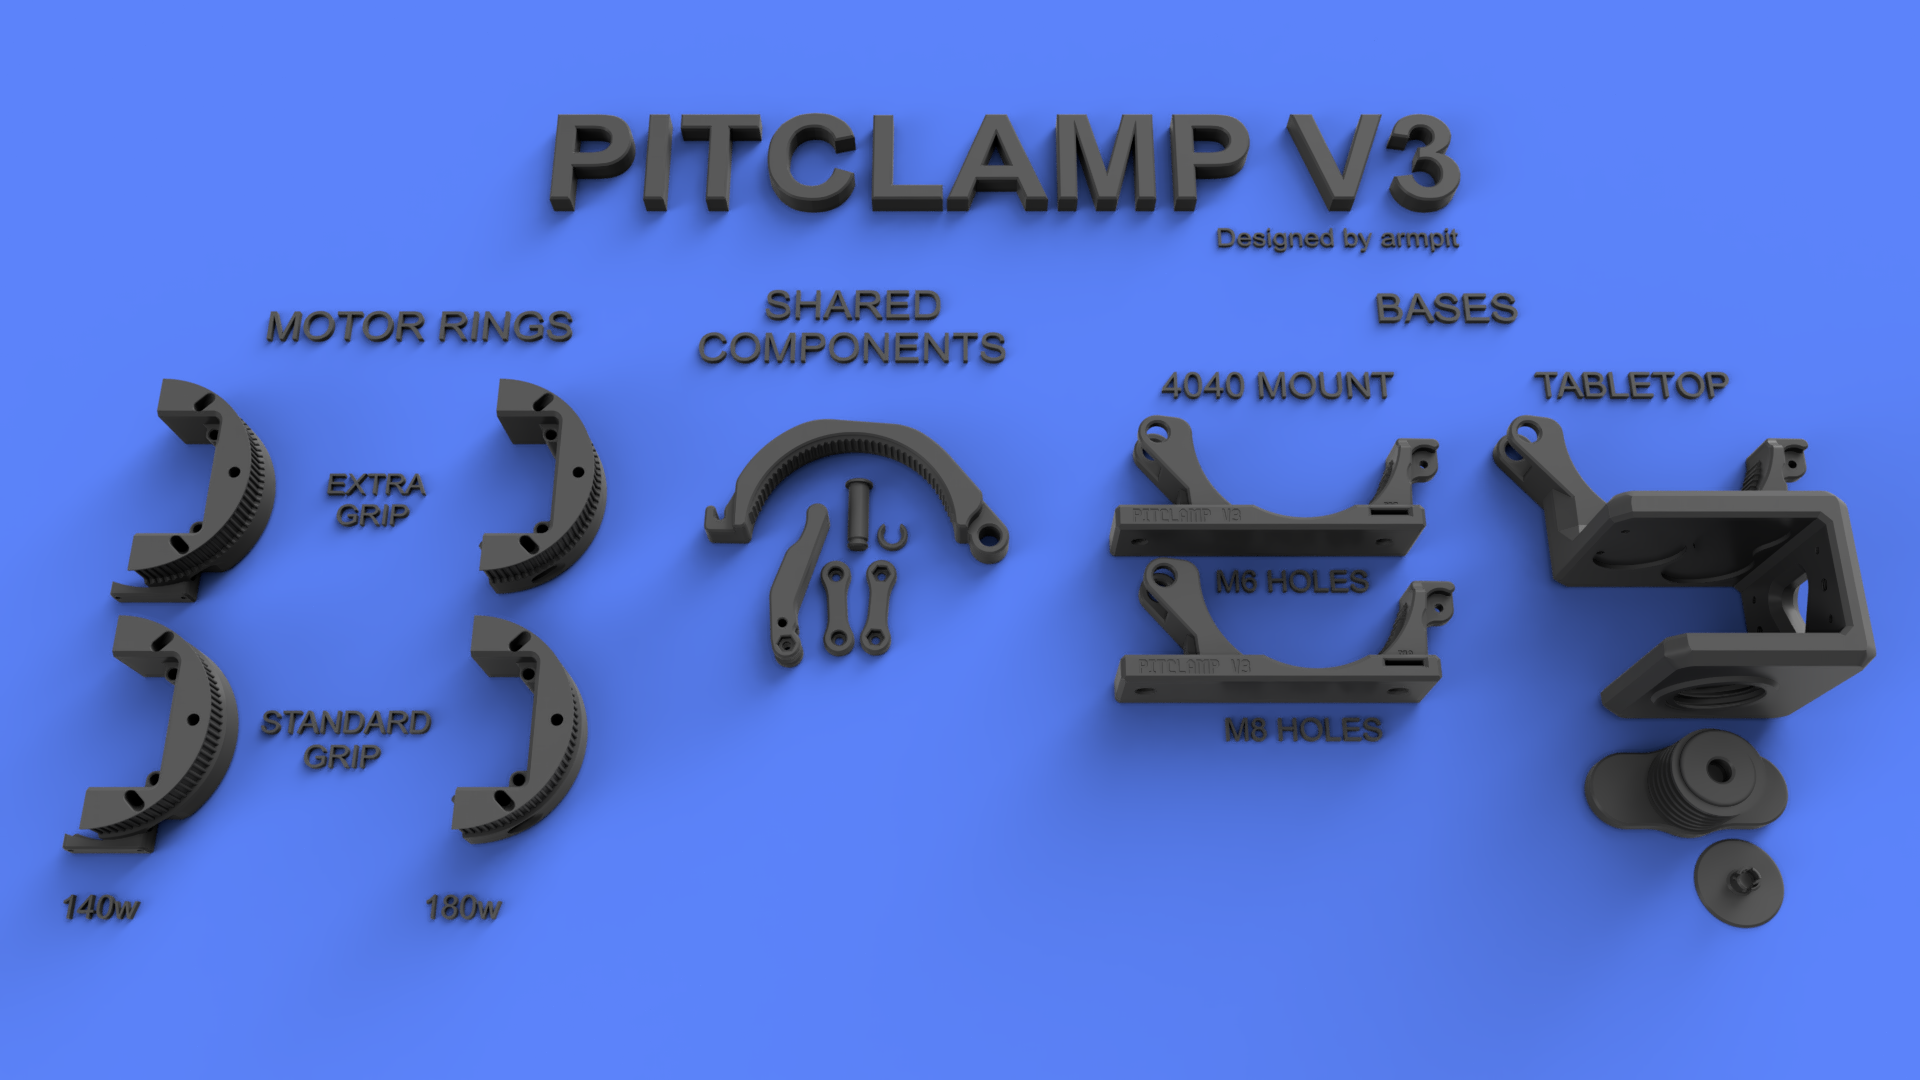 PITCLAMP V3
Designed by armpit
MOTOR RINGS
EXTRA
GRIP
STANDARD
GRIP
140w
180w
SHARED
COMPONENTS
BASES
4040 MOUNT
PITCLAMP V3
M6 HOLES
PITCLAMP V3
M8 HOLES
TABLETOP